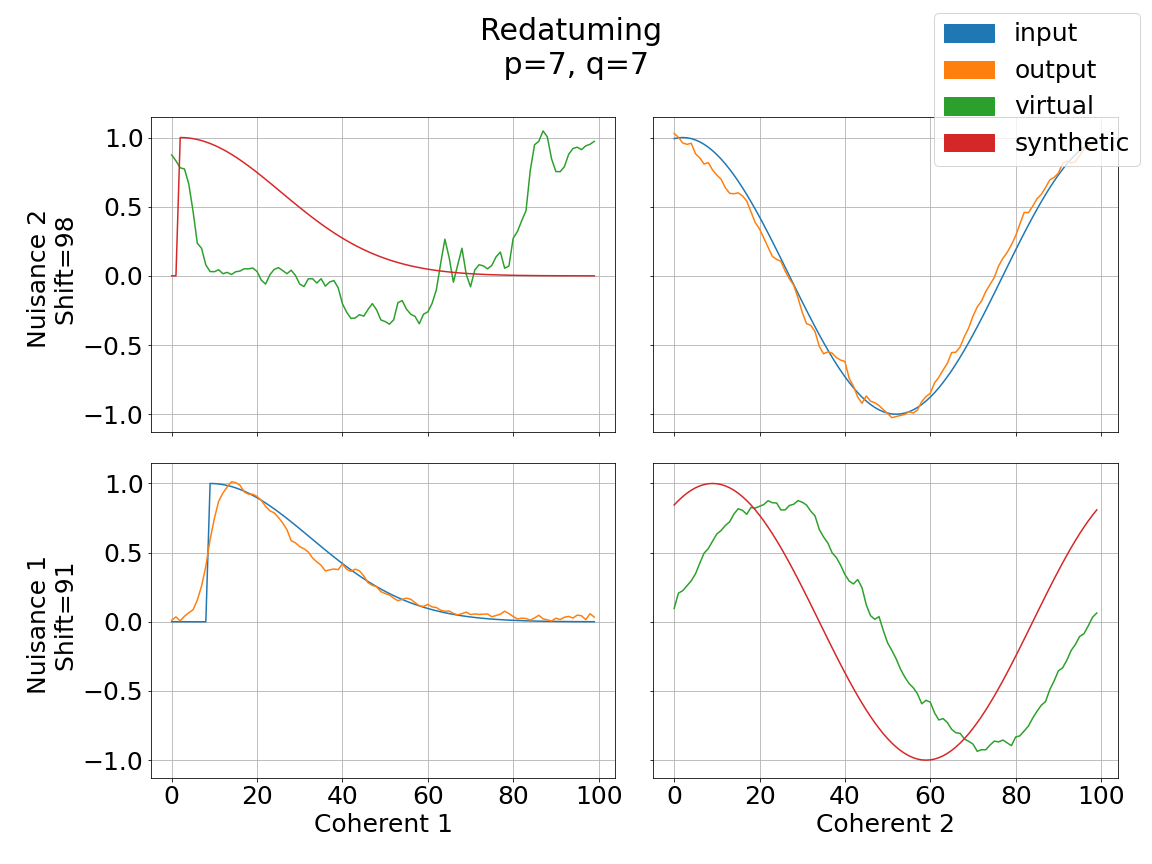 Redatuming
p=7, q=7
input
output
virtual
synthetic
Nuisance 2
Shift=98
1.0
0.5
0.0
−0.5
−1.0
Nuisance 1
Shift=91
1.0
0.5
0.0
−0.5
−1.0
0 20 40 60 80 100
Coherent 1
0 20 40 60 80 100
Coherent 2